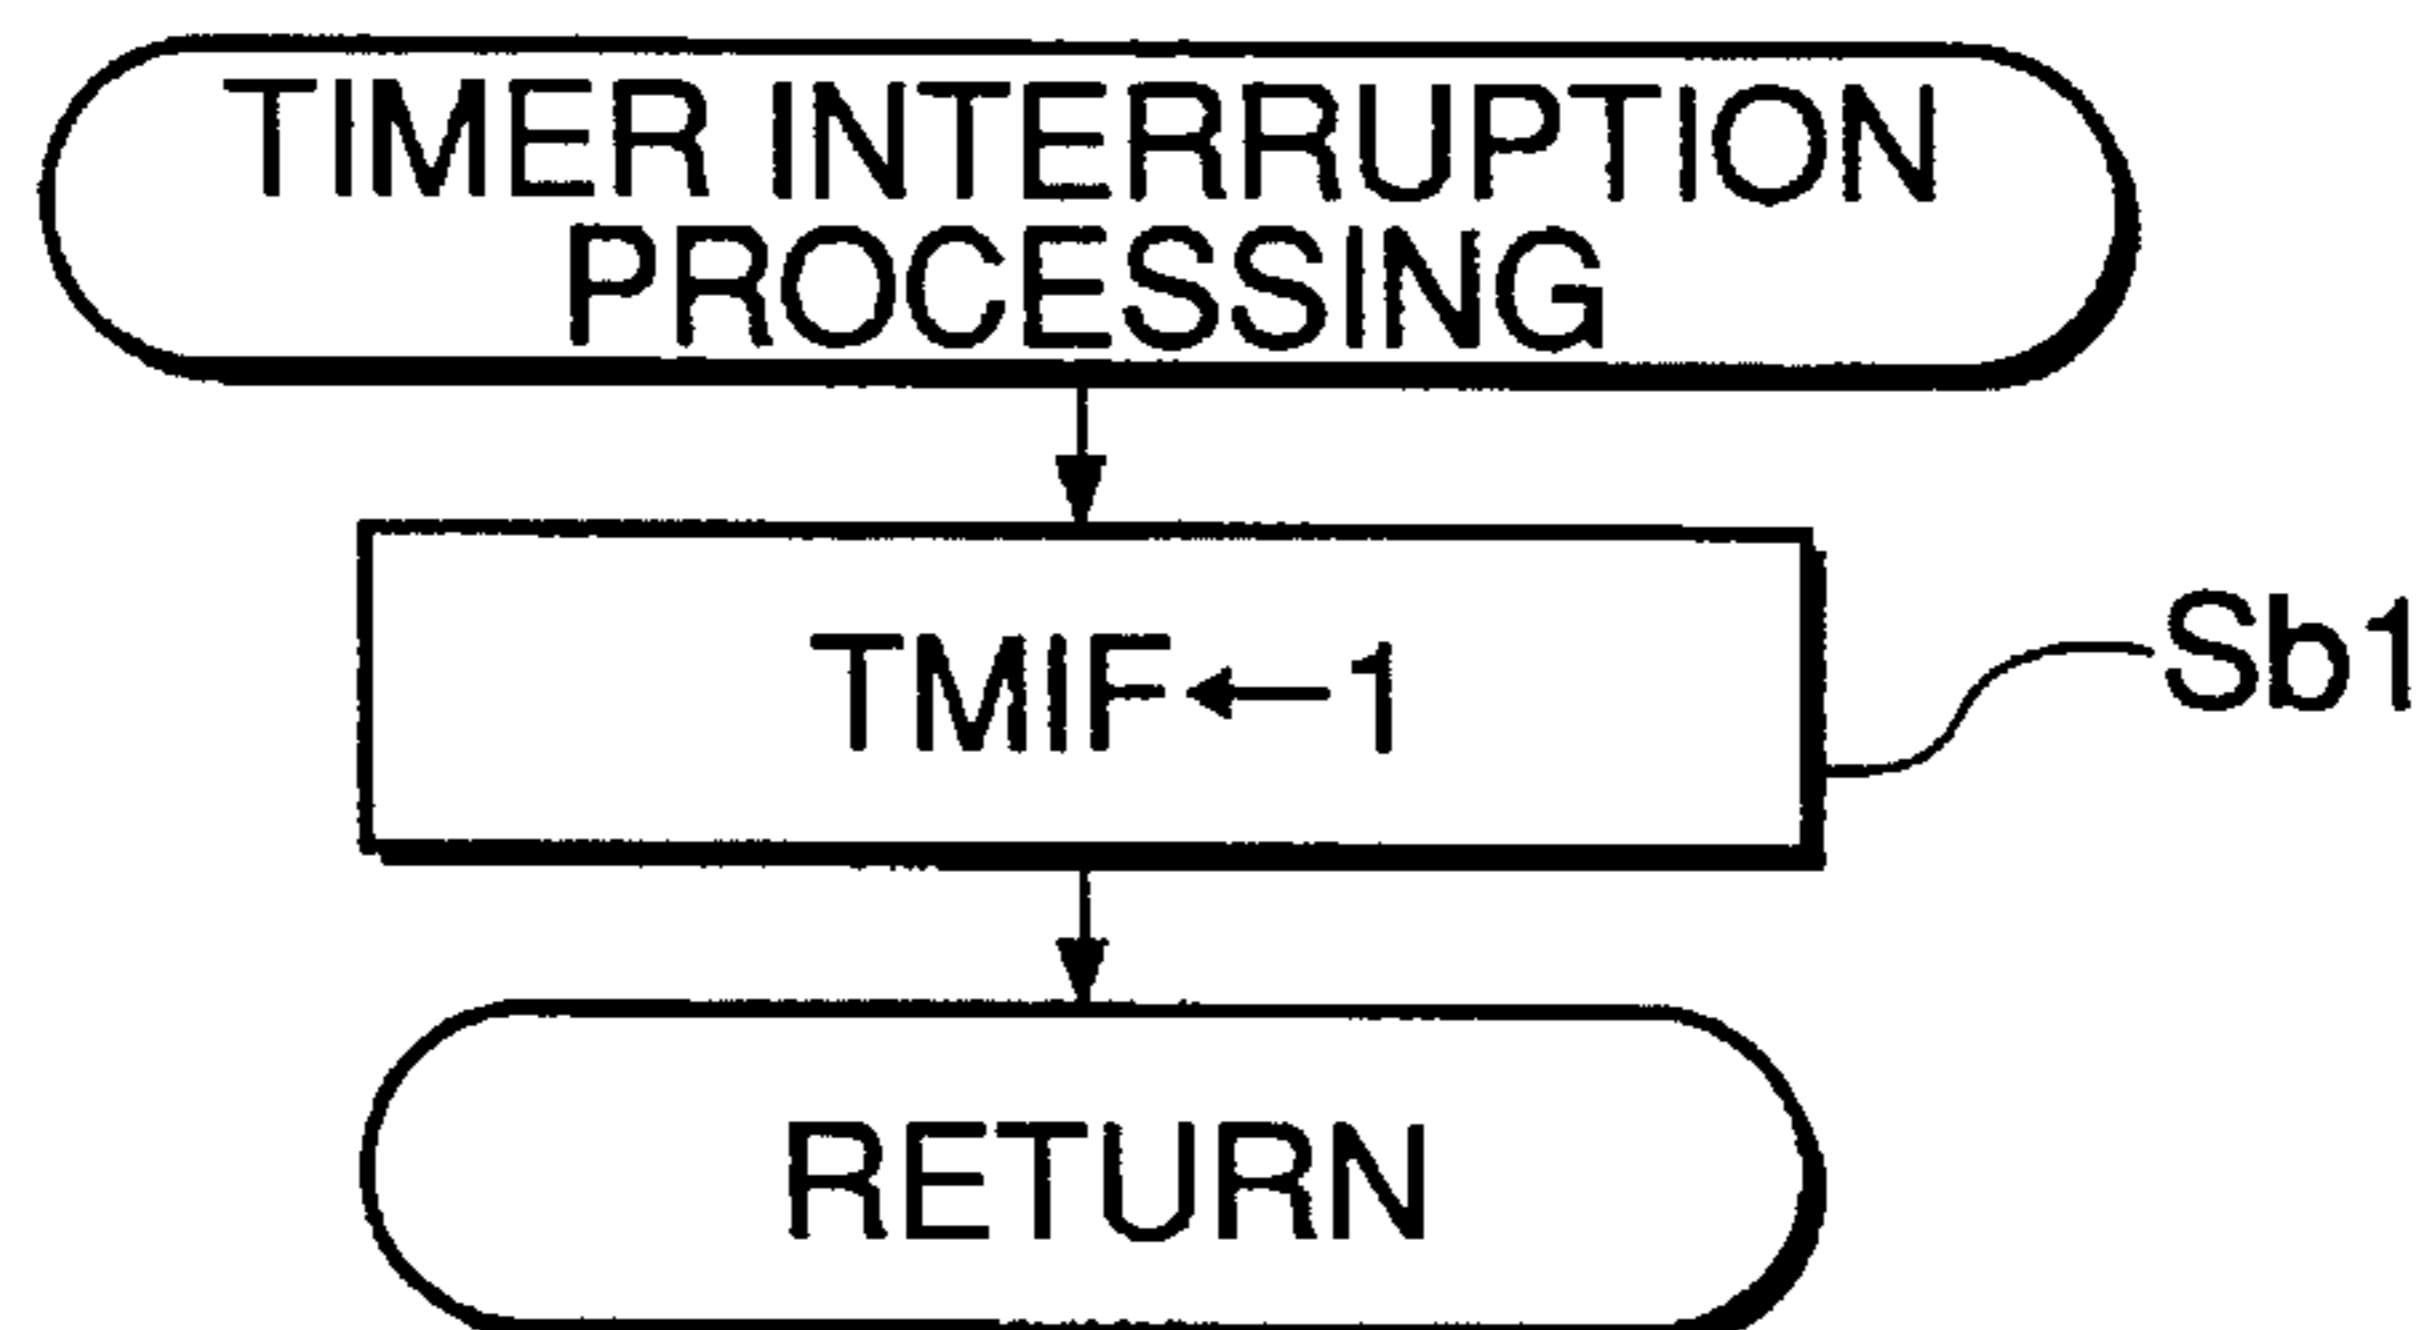 TIMER INTERRUPTION
PROCESSING
TMIF←1
Sb1
RETURN